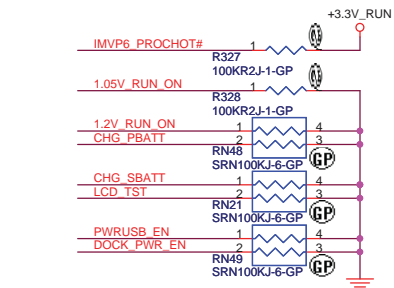 +3.3V_RUN
IMVP6_PROCHOT# 1
R327
100KR2J-1-GP
1.05V_RUN_ON 1
R328
100KR2J-1-GP
1.2V_RUN_ON 1 4
CHG_PBATT 2 3
RN48 GP
SRN100KJ-6-GP
CHG_SBATT 1 4
LCD_TST 2 3
RN21 GP
SRN100KJ-6-GP
PWRUSB_EN 1 4
DOCK_PWR_EN 2 3
RN49 GP
SRN100KJ-6-GP